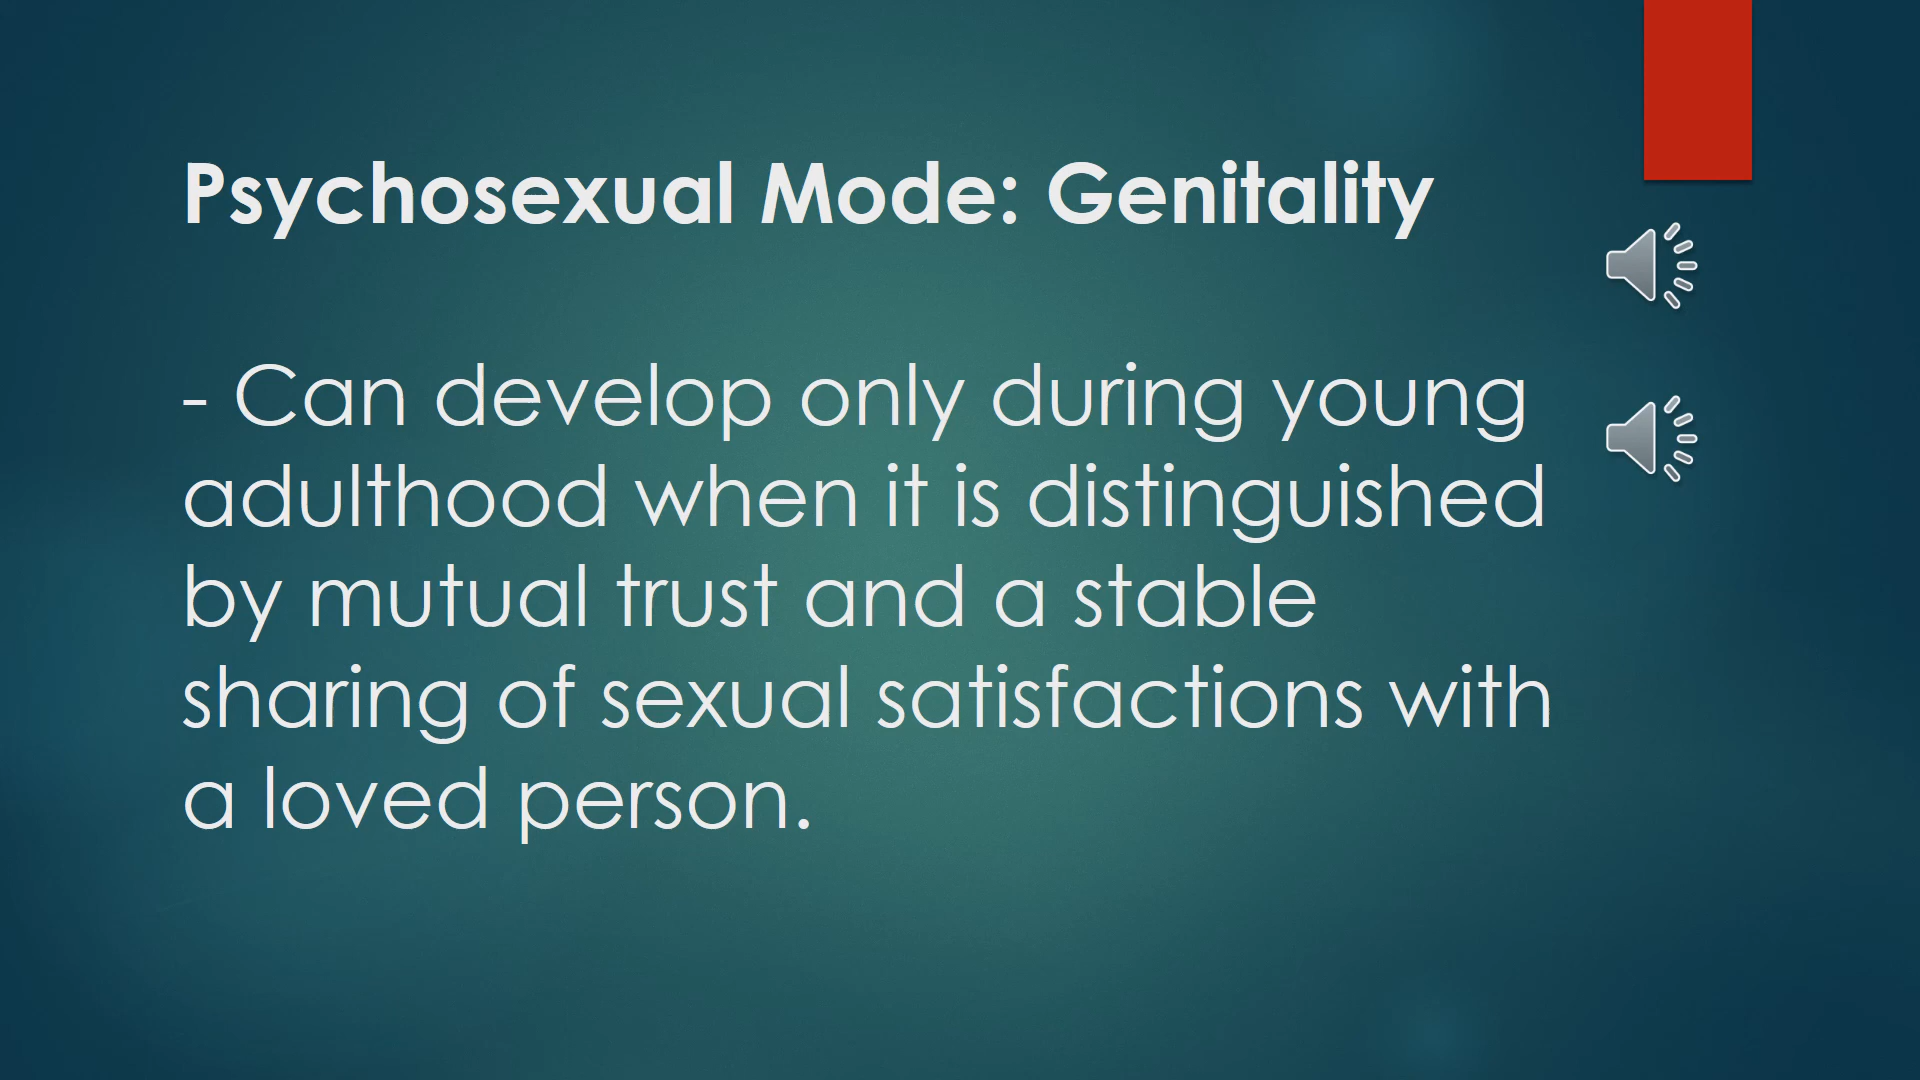 Psychosexual Mode: Genitality
- Can develop only during young
adulthood when it is distinguished
by mutual trust and a stable
sharing of sexual satisfactions with
a loved person.